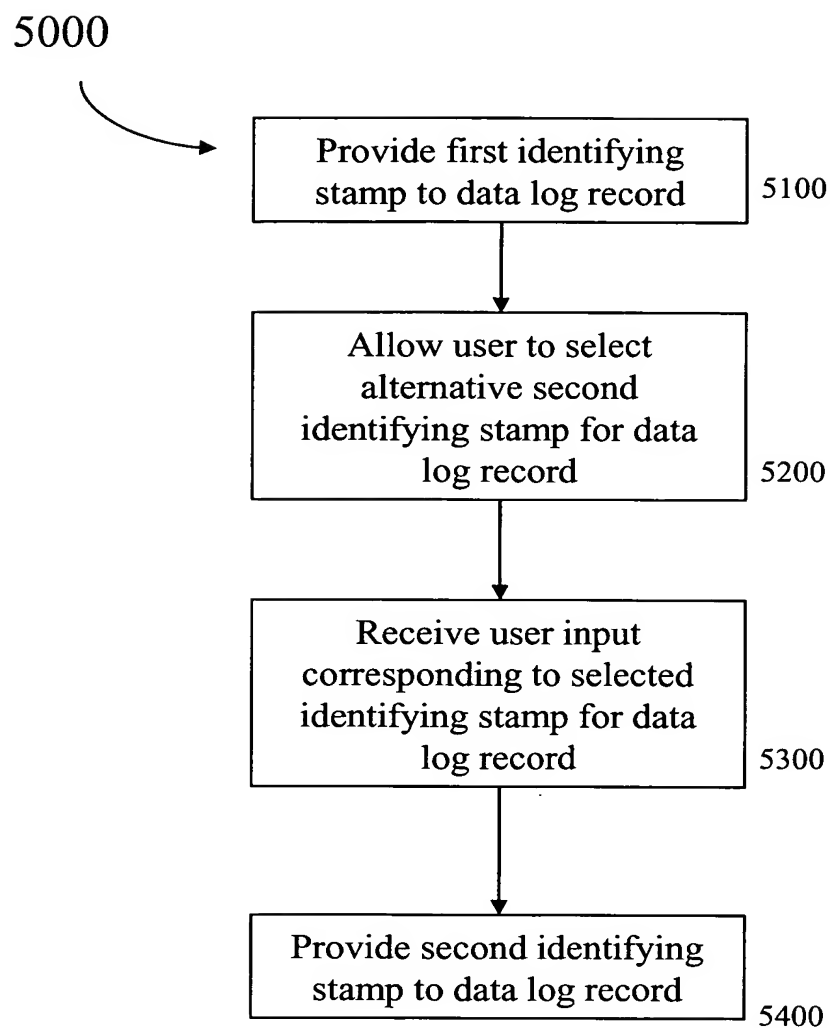 5000
Provide first identifying
stamp to data log record
5100
Allow user to select
alternative second
identifying stamp for data
log record
5200
Receive user input
corresponding to selected
identifying stamp for data
log record
5300
Provide second identifying
stamp to data log record
5400